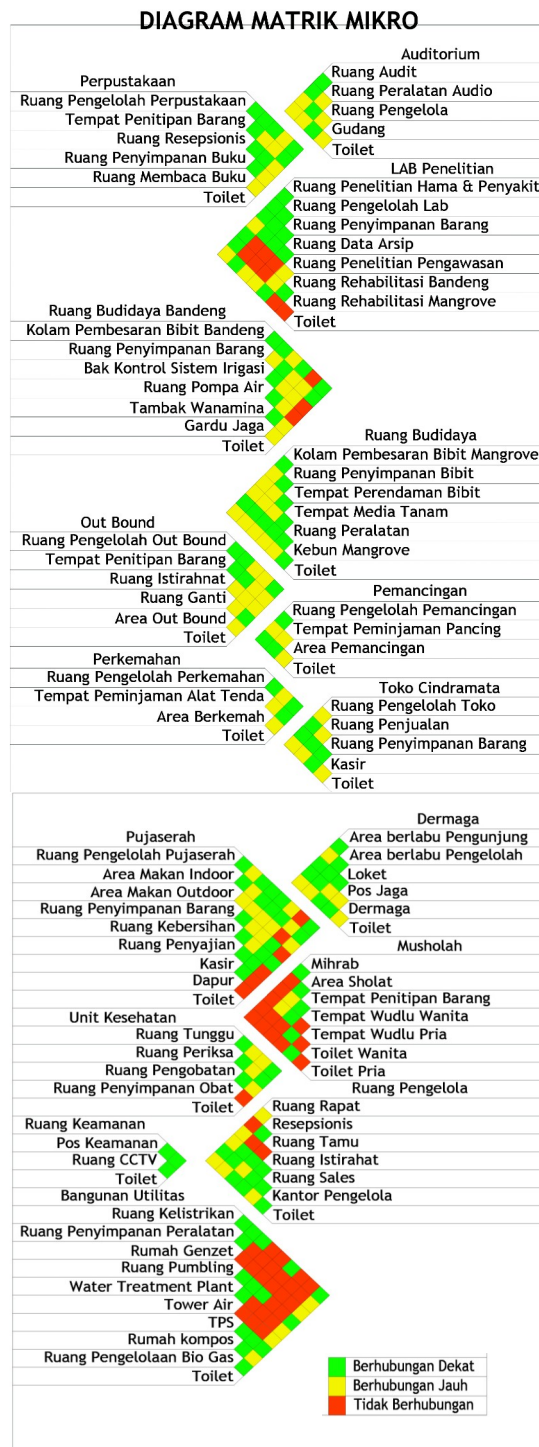 DIAGRAM MATRIK MIKRO
Perpustakaan
Ruang Pengelolah Perpustakaan
Tempat Penitipan Barang
Ruang Resepsionis
Ruang Penyimpanan Buku
Ruang Membaca Buku
Toilet
Auditorium
Ruang Audit
Ruang Peralatan Audio
Ruang Pengelola
Gudang
Toilet
LAB Penelitian
Ruang Penelitian Hama & Penyakit
Ruang Pengelolah Lab
Ruang Penyimpanan Barang
Ruang Data Arsip
Ruang Penelitian Pengawasan
Ruang Rehabilitasi Bandeng
Ruang Rehabilitasi Mangrove
Toilet
Ruang Budidaya Bandeng
Kolam Pembesaran Bibit Bandeng
Ruang Penyimpanan Barang
Bak Kontrol Sistem Irigasi
Ruang Pompa Air
Tambak Wanamina
Gardu Jaga
Toilet
Ruang Budidaya
Kolam Pembesaran Bibit Mangrove
Ruang Penyimpanan Bibit
Tempat Perendaman Bibit
Tempat Media Tanam
Ruang Peralatan
Kebun Mangrove
Toilet
Out Bound
Ruang Pengelolah Out Bound
Tempat Penitipan Barang
Ruang Istirahnat
Ruang Ganti
Area Out Bound
Toilet
Pemancingan
Ruang Pengelolah Pemancingan
Tempat Peminjaman Pancing
Area Pemancingan
Toilet
Perkemahan
Ruang Pengelolah Perkemahan
Tempat Peminjaman Alat Tenda
Area Berkemah
Toilet
Toko Cindramata
Ruang Pengelolah Toko
Ruang Penjualan
Ruang Penyimpanan Barang
Kasir
Toilet
Pujaserah
Ruang Pengelolah Pujaserah
Area Makan Indoor
Area Makan Outdoor
Ruang Penyimpanan Barang
Ruang Kebersihan
Ruang Penyajian
Kasir
Dapur
Toilet
Dermaga
Area berlabu Pengunjung
Area berlabu Pengelolah
Loket
Pos Jaga
Dermaga
Toilet
Musholah
Mihrab
Area Sholat
Tempat Penitipan Barang
Tempat Wudlu Wanita
Tempat Wudlu Pria
Toilet Wanita
Toilet Pria
Unit Kesehatan
Ruang Tunggu
Ruang Periksa
Ruang Pengobatan
Ruang Penyimpanan Obat
Toilet
Ruang Pengelola
Ruang Rapat
Resepsionis
Ruang Tamu
Ruang Istirahat
Ruang Sales
Kantor Pengelola
Toilet
Ruang Keamanan
Pos Keamanan
Ruang CCTV
Toilet
Bangunan Utilitas
Ruang Kelistrikan
Ruang Penyimpanan Peralatan
Rumah Genzet
Ruang Pumbling
Water Treatment Plant
Tower Air
TPS
Rumah kompos
Ruang Pengelolaan Bio Gas
Toilet
Berhubungan Dekat
Berhubungan Jauh
Tidak Berhubungan